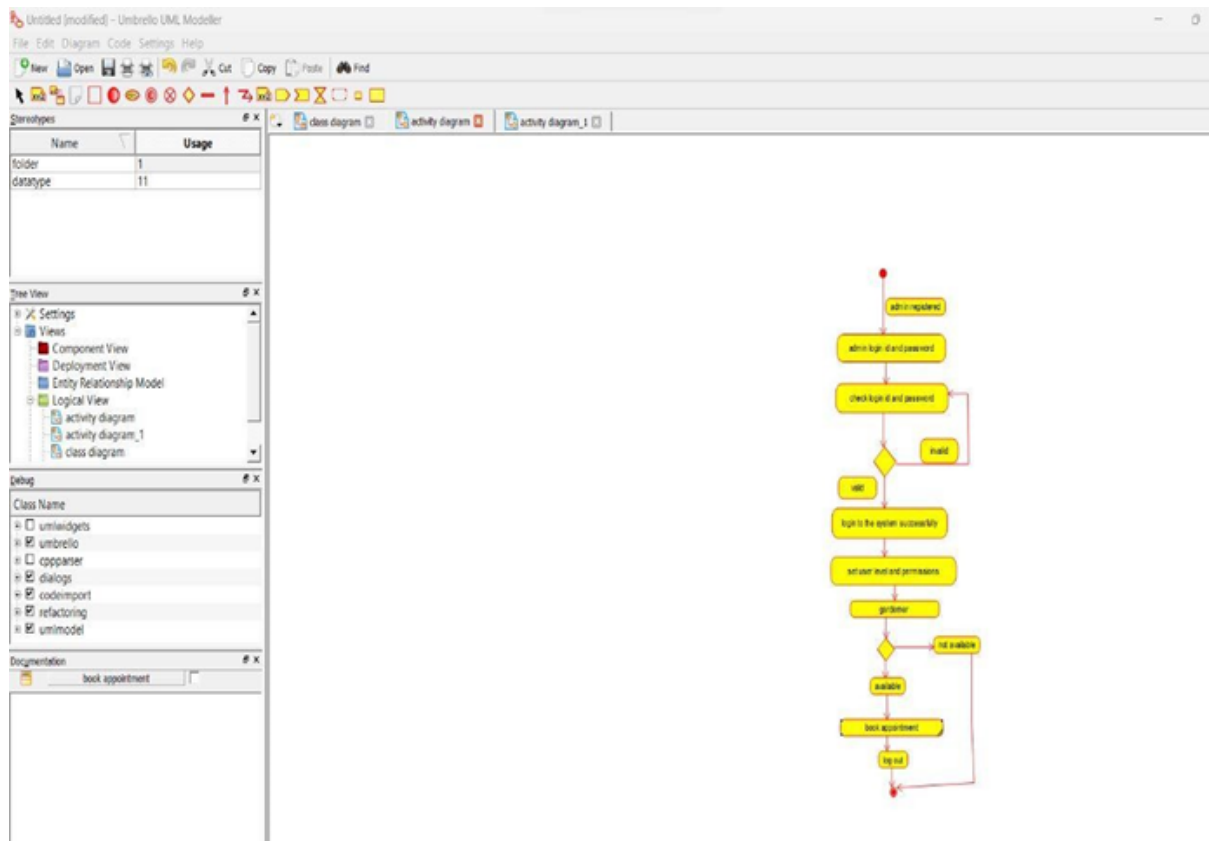 Untitled [modified] - Umbrello UML Modeller
File Edit Diagram Code Settings Help
New Open Cut Copy Paste Find
Stereotypes
class diagram activity diagram activity diagram_1
Name Usage
folder 1
datatype 11
Tree View
Settings
Views
Component View
Deployment View
Entity Relationship Model
Logical View
activity diagram
activity diagram_1
class diagram
Debug
Class Name
umlwidgets
umbrello
cppparser
dialogs
codeimport
refactoring
umlmodel
Documentation
book appointment
admin registered
admin login id and password
check login id and password
invalid
valid
login to the system successfully
set user level and permissions
gardener
not available
available
book appointment
log out